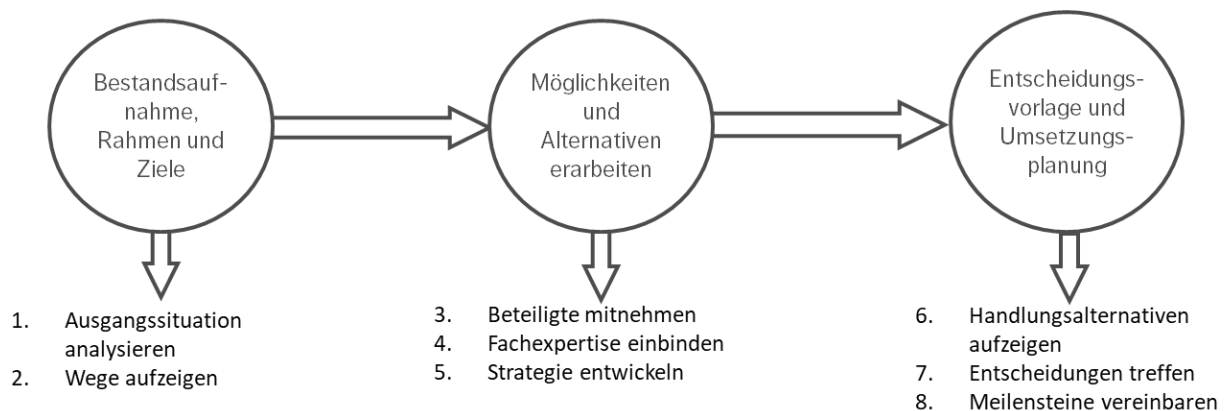 Bestandsauf-
nahme,
Rahmen und
Ziele
Möglichkeiten
und
Alternativen
erarbeiten
Entscheidungs-
vorlage und
Umsetzungs-
planung
1. Ausgangssituation
analysieren
2. Wege aufzeigen
3. Beteiligte mitnehmen
4. Fachexpertise einbinden
5. Strategie entwickeln
6. Handlungsalternativen
aufzeigen
7. Entscheidungen treffen
8. Meilensteine vereinbaren